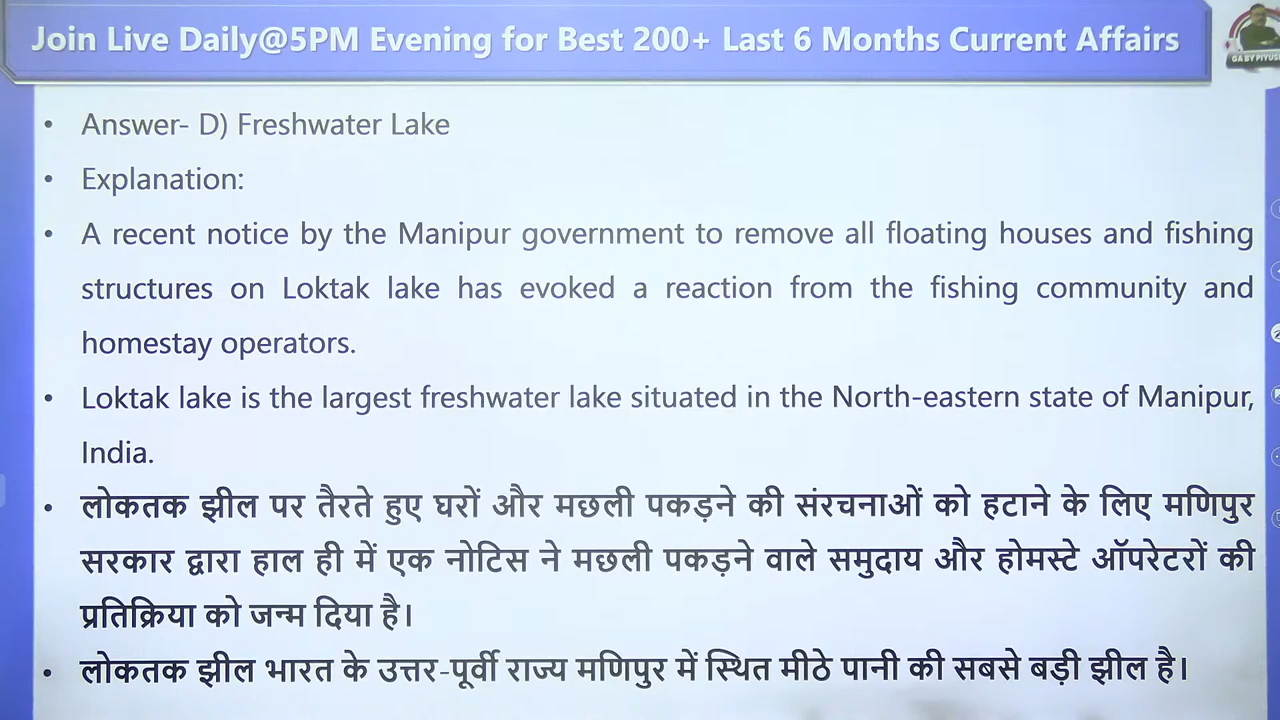 Join Live Daily@5PM Evening for Best 200+ Last 6 Months Current Affairs
GA BY PIYUSH
• Answer- D) Freshwater Lake
• Explanation:
• A recent notice by the Manipur government to remove all floating houses and fishing
structures on Loktak lake has evoked a reaction from the fishing community and
homestay operators.
• Loktak lake is the largest freshwater lake situated in the North-eastern state of Manipur,
India.
• लोकतक झील पर तैरते हुए घरों और मछली पकड़ने की संरचनाओं को हटाने के लिए मणिपुर
सरकार द्वारा हाल ही में एक नोटिस ने मछली पकड़ने वाले समुदाय और होमस्टे ऑपरेटरों की
प्रतिक्रिया को जन्म दिया है।
• लोकतक झील भारत के उत्तर-पूर्वी राज्य मणिपुर में स्थित मीठे पानी की सबसे बड़ी झील है।